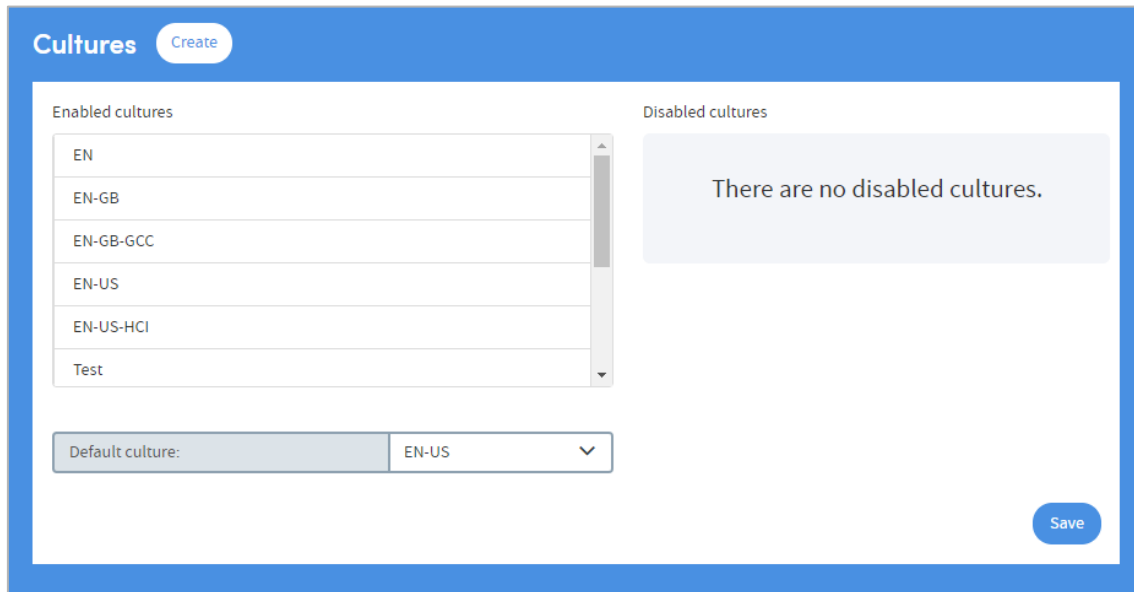 Cultures Create
Enabled cultures
EN
EN-GB
EN-GB-GCC
EN-US
EN-US-HCI
Test
Default culture: EN-US
Disabled cultures
There are no disabled cultures.
Save